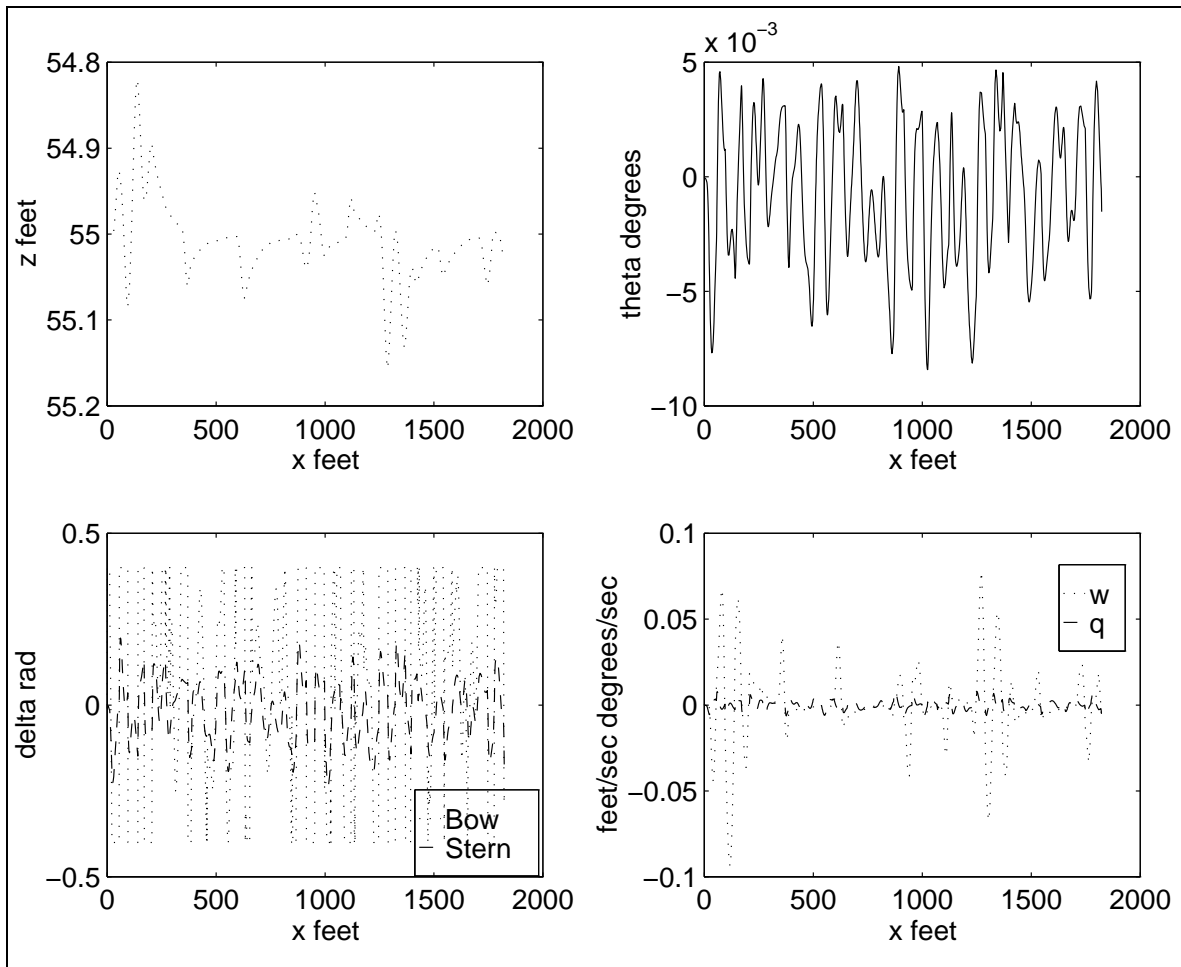 54.8
54.9
55
55.1
55.2
z feet
0
500
1000
1500
2000
x feet
x 10−3
5
0
−5
−10
theta degrees
0
500
1000
1500
2000
x feet
0.5
0
−0.5
delta rad
Bow
Stern
0
500
1000
1500
2000
x feet
0.1
0.05
0
−0.05
−0.1
feet/sec degrees/sec
w
q
0
500
1000
1500
2000
x feet